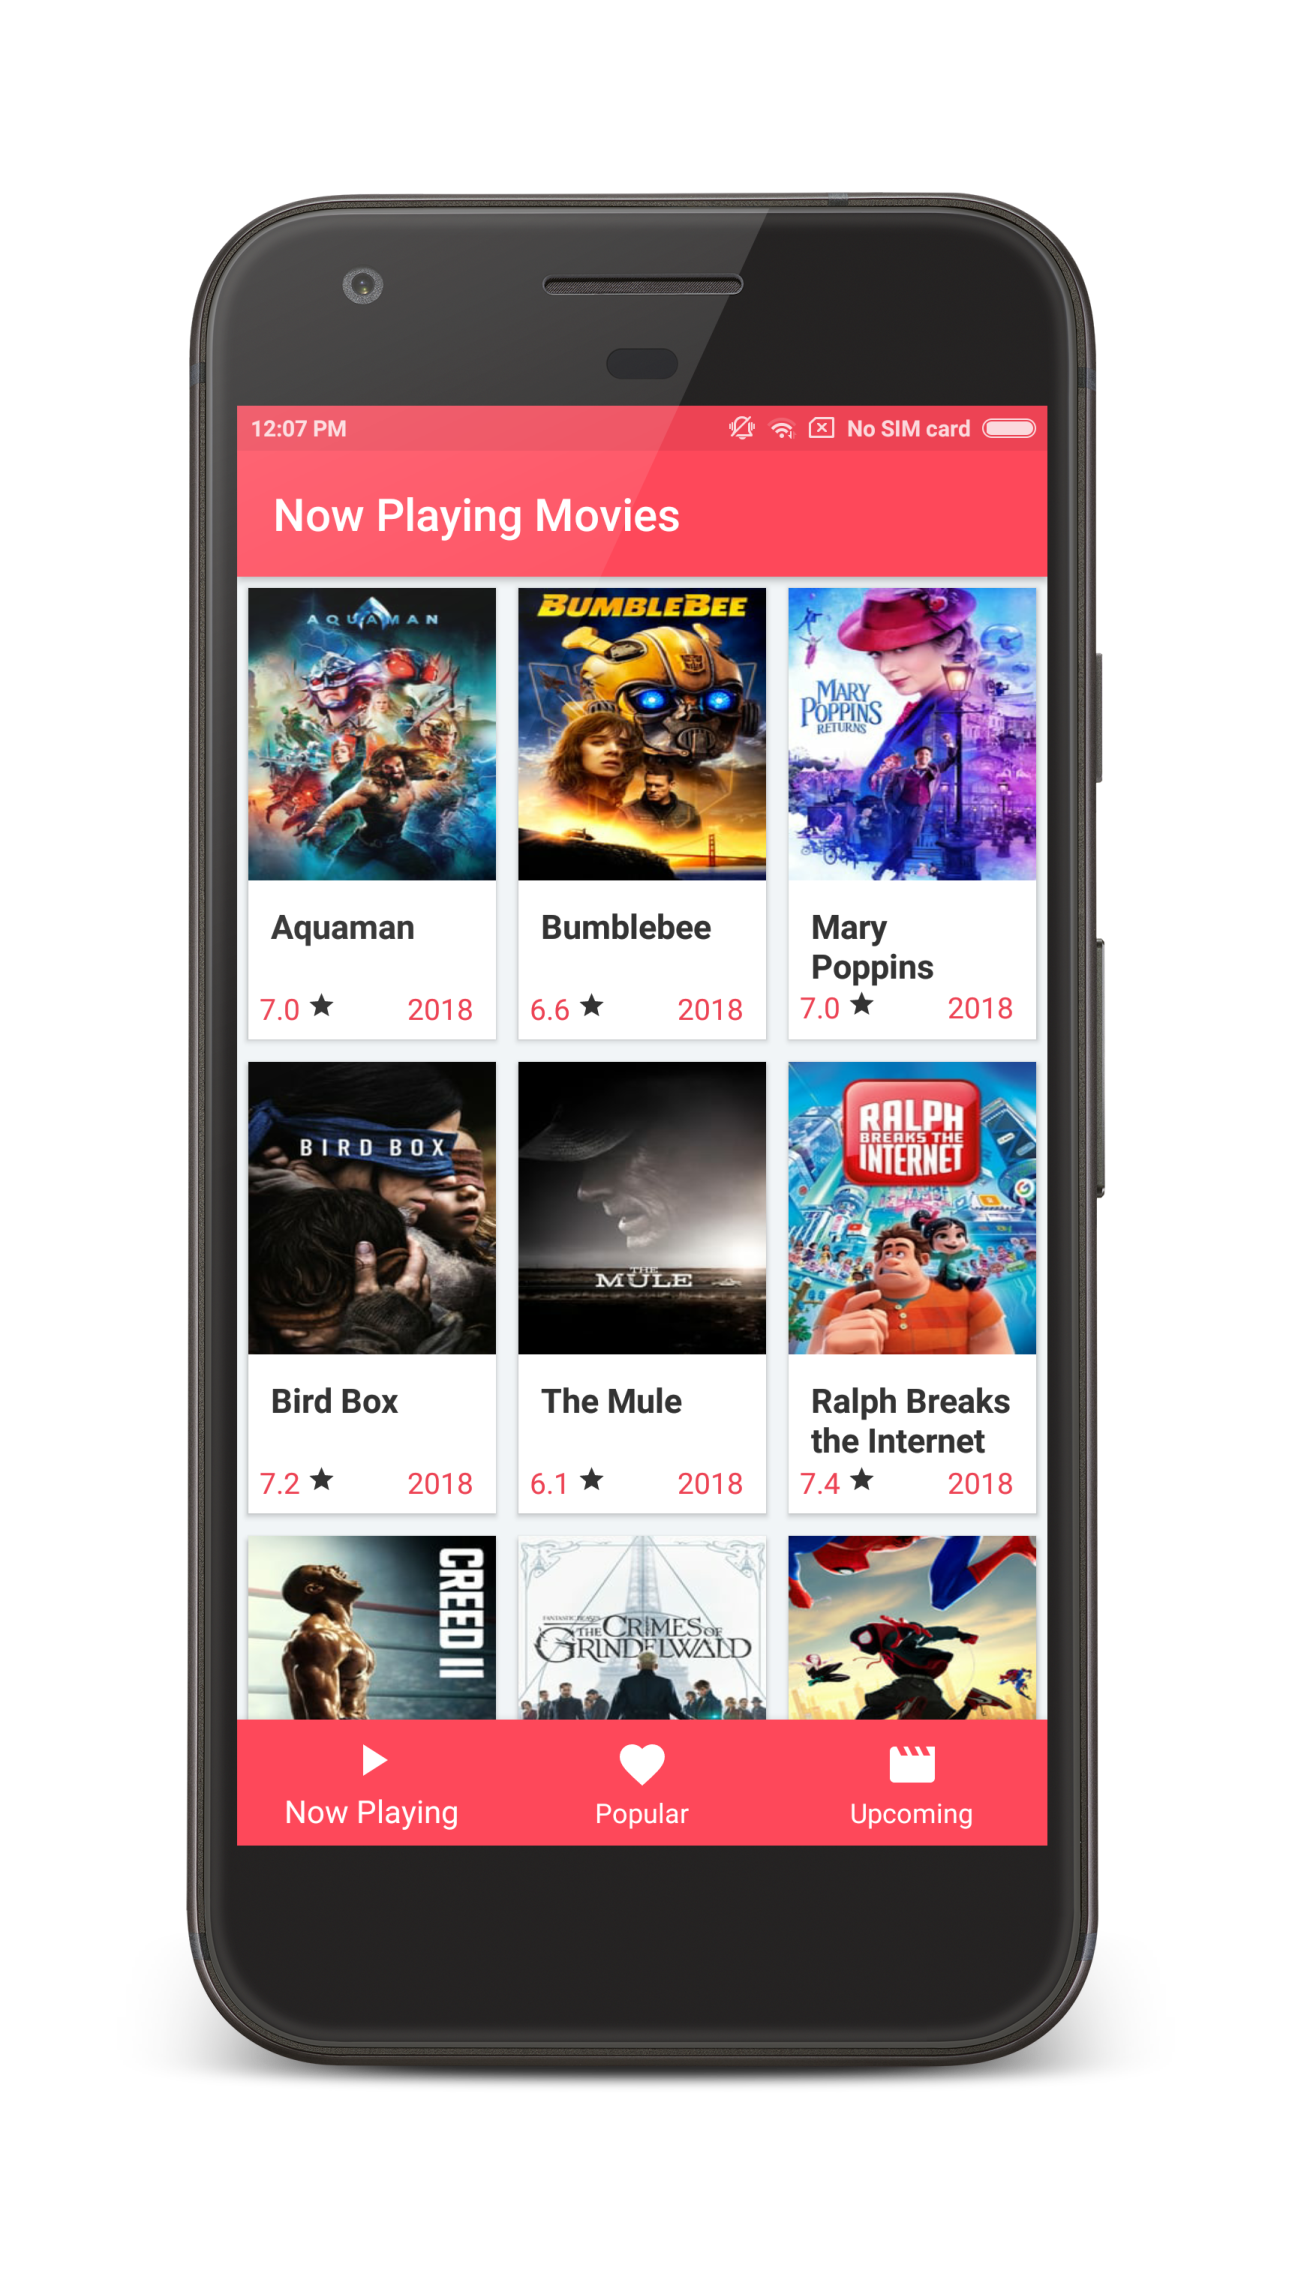 12:07 PM
No SIM card
Now Playing Movies
AQUAMAN
BUMBLEBEE
MARY
POPPINS
RETURNS
Aquaman
Bumblebee
Mary
Poppins
7.0
2018
6.6
2018
7.0
2018
BIRD BOX
THE
MULE
RALPH
BREAKS THE
INTERNET
Bird Box
The Mule
Ralph Breaks
the Internet
7.2
2018
6.1
2018
7.4
2018
CREED II
FANTASTIC BEASTS
THE CRIMES OF
GRINDELWALD
Now Playing
Popular
Upcoming